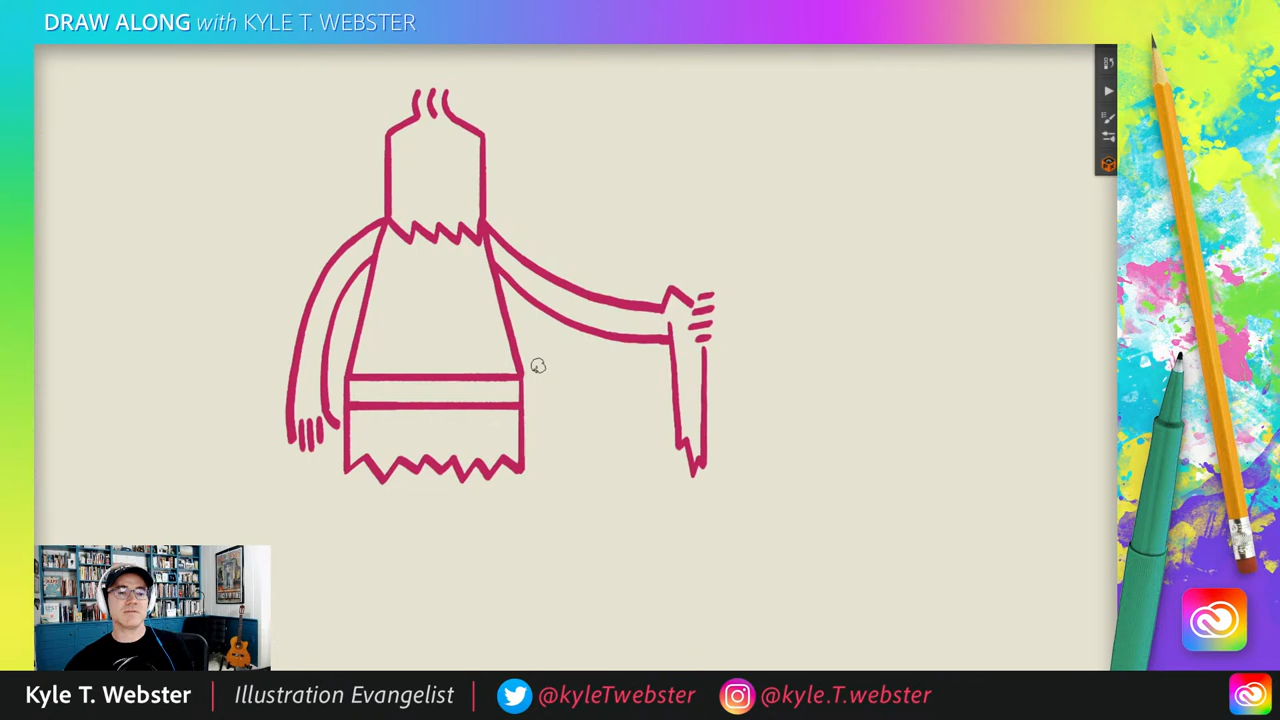 DRAW ALONG with KYLE T. WEBSTER
Kyle T. Webster | Illustration Evangelist | @kyleTwebster @kyle.T.webster